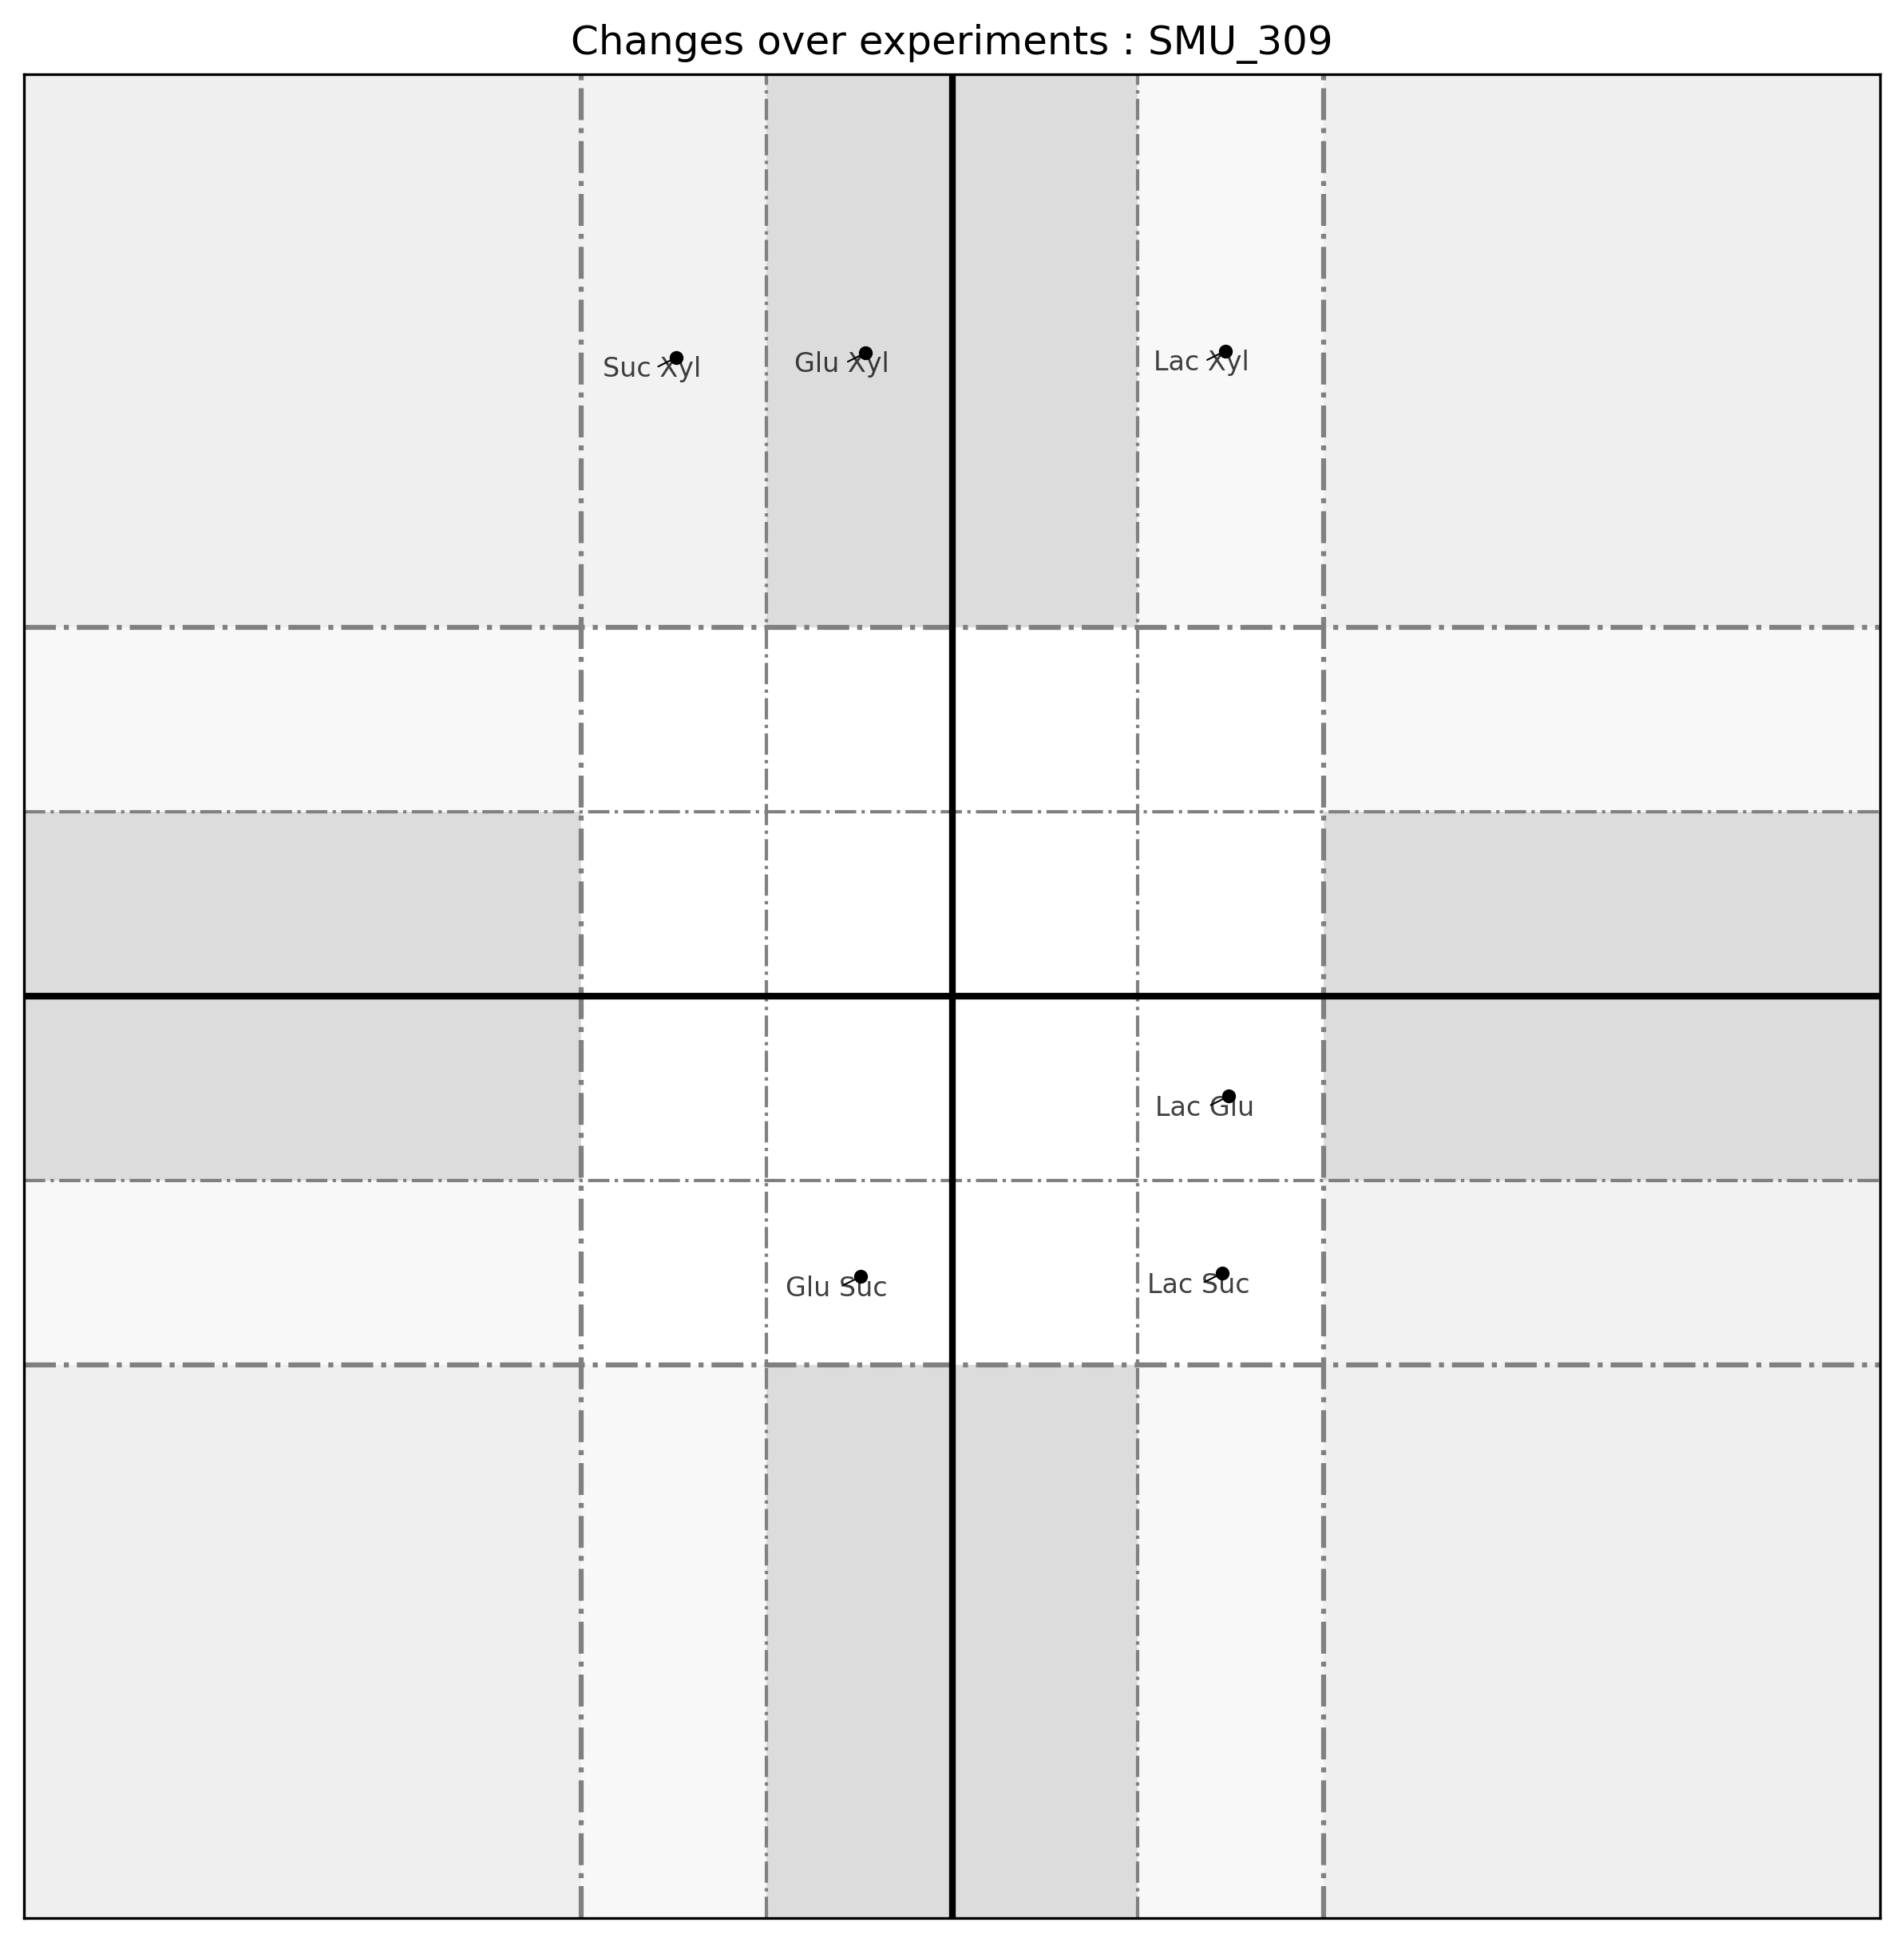 Changes over experiments : SMU_309
Suc Xyl
Glu Xyl
Lac Xyl
Lac Glu
Glu Suc
Lac Suc